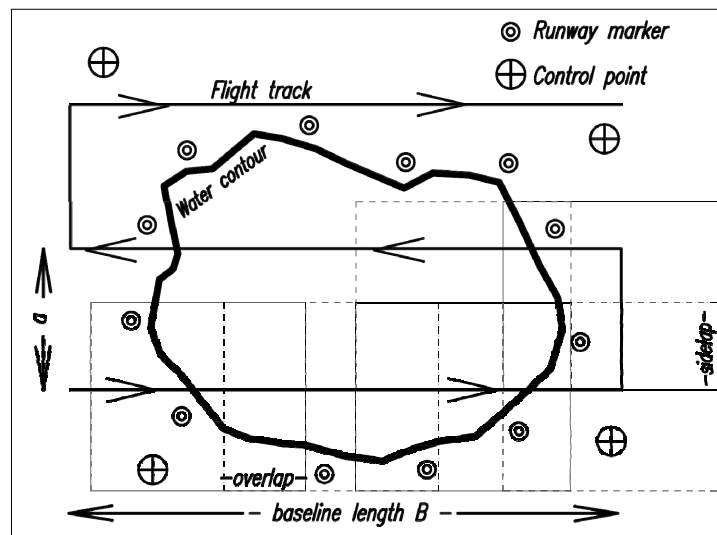 Runway marker
Control point
Flight track
Water contour
a
-sidelap-
-overlap-
- baseline length B -